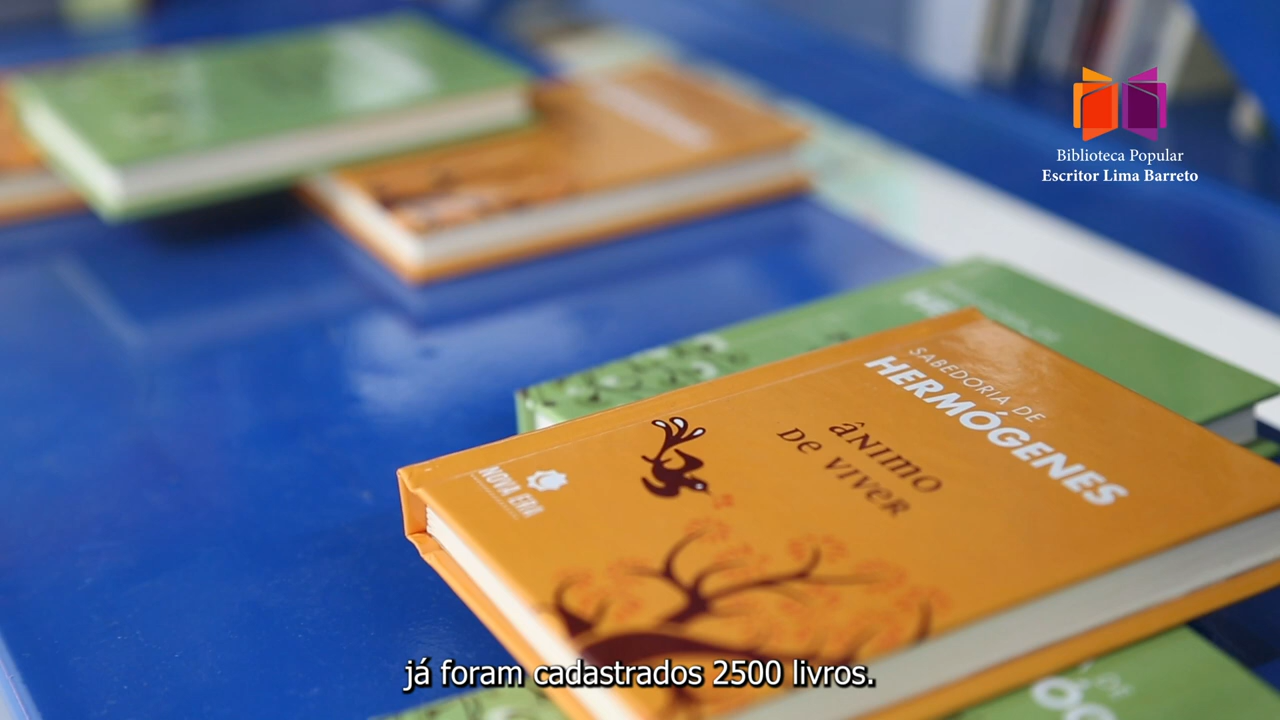 Biblioteca Popular
Escritor Lima Barreto
SABEDORIA DE
HERMÓGENES
âNIMO
DE VIVER
NOVA ERA
já foram cadastrados 2500 livros.